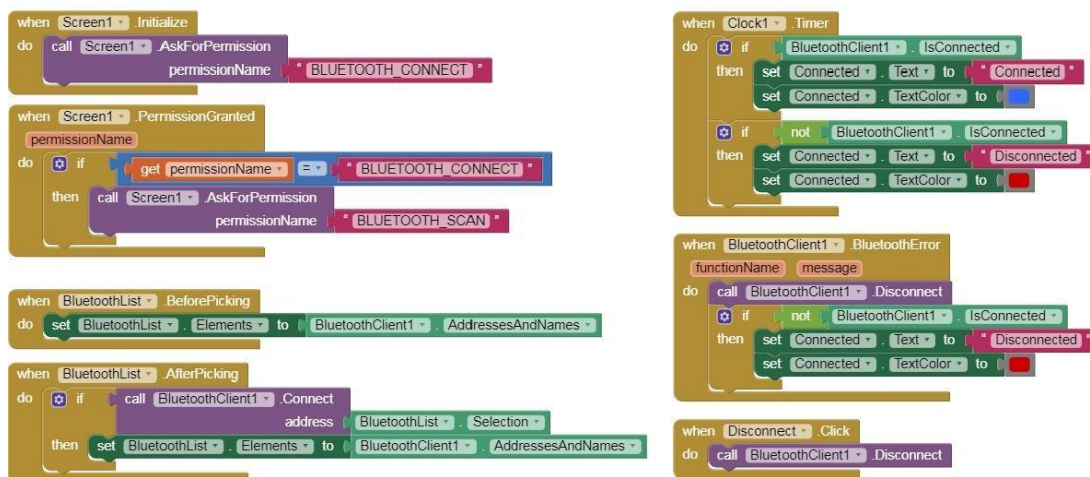 when Screen1 .Initialize
do call Screen1 .AskForPermission
permissionName " BLUETOOTH_CONNECT "
when Screen1 .PermissionGranted
permissionName
do if get permissionName = " BLUETOOTH_CONNECT "
then call Screen1 .AskForPermission
permissionName " BLUETOOTH_SCAN "
when BluetoothList .BeforePicking
do set BluetoothList . Elements to BluetoothClient1 . AddressesAndNames
when BluetoothList .AfterPicking
do if call BluetoothClient1 .Connect
address BluetoothList . Selection
then set BluetoothList . Elements to BluetoothClient1 . AddressesAndNames
when Clock1 .Timer
do if BluetoothClient1 . IsConnected
then set Connected . Text to " Connected "
set Connected . TextColor to
if not BluetoothClient1 . IsConnected
then set Connected . Text to " Disconnected "
set Connected . TextColor to
when BluetoothClient1 .BluetoothError
functionName message
do call BluetoothClient1 .Disconnect
if not BluetoothClient1 . IsConnected
then set Connected . Text to " Disconnected "
set Connected . TextColor to
when Disconnect .Click
do call BluetoothClient1 .Disconnect